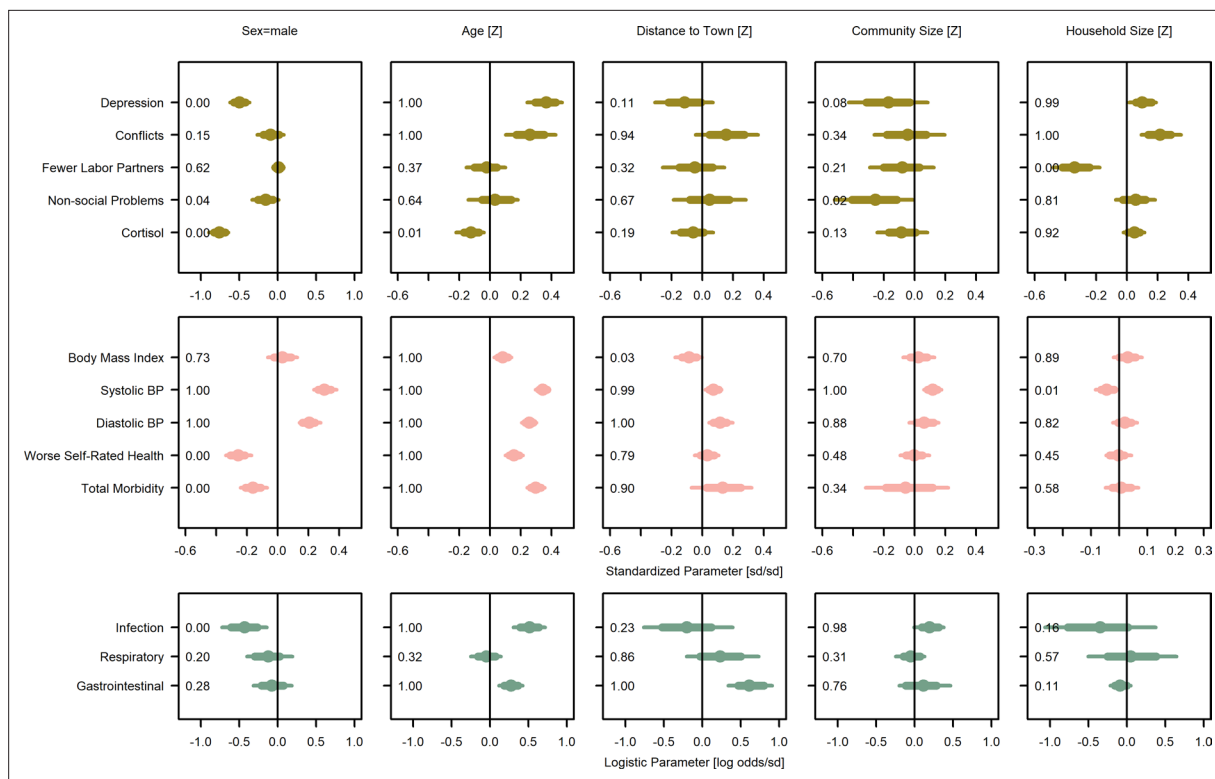 Sex=male Age [Z] Distance to Town [Z] Community Size [Z] Household Size [Z]
Depression 0.00 1.00 0.11 0.08 0.99
Conflicts 0.15 1.00 0.94 0.34 1.00
Fewer Labor Partners 0.62 0.37 0.32 0.21 0.00
Non-social Problems 0.04 0.64 0.67 0.02 0.81
Cortisol 0.00 0.01 0.19 0.13 0.92
-1.0 -0.5 0.0 0.5 1.0 -0.6 -0.2 0.0 0.2 0.4 -0.6 -0.2 0.0 0.2 0.4 -0.6 -0.2 0.0 0.2 0.4 -0.6 -0.2 0.0 0.2 0.4
Body Mass Index 0.73 1.00 0.03 0.70 0.89
Systolic BP 1.00 1.00 0.99 1.00 0.01
Diastolic BP 1.00 1.00 1.00 0.88 0.82
Worse Self-Rated Health 0.00 1.00 0.79 0.48 0.45
Total Morbidity 0.00 1.00 0.90 0.34 0.58
-0.6 -0.2 0.0 0.2 0.4 -0.6 -0.2 0.0 0.2 0.4 -0.6 -0.2 0.0 0.2 0.4 -0.6 -0.2 0.0 0.2 0.4 -0.3 -0.1 0.0 0.1 0.2 0.3
Standardized Parameter [sd/sd]
Infection 0.00 1.00 0.23 0.98 0.16
Respiratory 0.20 0.32 0.86 0.31 0.57
Gastrointestinal 0.28 1.00 1.00 0.76 0.11
-1.0 -0.5 0.0 0.5 1.0 -1.0 -0.5 0.0 0.5 1.0 -1.0 -0.5 0.0 0.5 1.0 -1.0 -0.5 0.0 0.5 1.0 -1.0 -0.5 0.0 0.5 1.0
Logistic Parameter [log odds/sd]